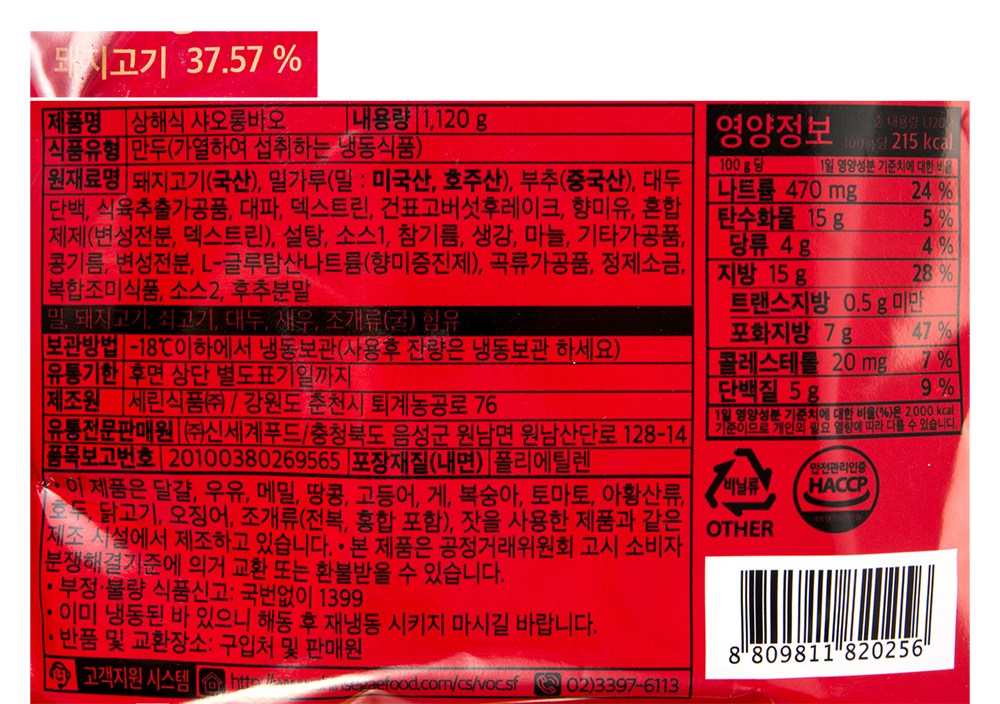 돼지고기 37.57 %
제품명 상해식 샤오롱바오 내용량 1,120 g
식품유형 만두(가열하여 섭취하는 냉동식품)
원재료명 돼지고기(국산), 밀가루(밀 : 미국산, 호주산), 부추(중국산), 대두
단백, 식육추출가공품, 대파, 덱스트린, 건표고버섯후레이크, 향미유, 혼합
제제(변성전분, 덱스트린), 설탕, 소스1, 참기름, 생강, 마늘, 기타가공품,
콩기름, 변성전분, L-글루탐산나트륨(향미증진제), 곡류가공품, 정제소금,
복합조미식품, 소스2, 후추분말
밀, 돼지고기, 쇠고기, 대두, 새우, 조개류(굴) 함유
보관방법 -18℃이하에서 냉동보관(사용후 잔량은 냉동보관 하세요)
유통기한 후면 상단 별도표기일까지
제조원 세린식품㈜ / 강원도 춘천시 퇴계농공로 76
유통전문판매원 ㈜신세계푸드/충청북도 음성군 원남면 원남산단로 128-14
품목보고번호 20100380269565 포장재질(내면) 폴리에틸렌
• 이 제품은 달걀, 우유, 메밀, 땅콩, 고등어, 게, 복숭아, 토마토, 아황산류,
호두, 닭고기, 오징어, 조개류(전복, 홍합 포함), 잣을 사용한 제품과 같은
제조 시설에서 제조하고 있습니다. • 본 제품은 공정거래위원회 고시 소비자
분쟁해결기준에 의거 교환 또는 환불받을 수 있습니다.
• 부정·불량 식품신고: 국번없이 1399
• 이미 냉동된 바 있으니 해동 후 재냉동 시키지 마시길 바랍니다.
• 반품 및 교환장소: 구입처 및 판매원
고객지원 시스템 02)3397-6113
영양정보 총 내용량 1,120
100 g당 215 kcal
100 g 당 1일 영양성분 기준치에 대한 비율
나트륨 470 mg 24 %
탄수화물 15 g 5 %
당류 4 g 4 %
지방 15 g 28 %
트랜스지방 0.5 g 미만
포화지방 7 g 47 %
콜레스테롤 20 mg 7 %
단백질 5 g 9 %
1일 영양성분 기준치에 대한 비율(%)은 2,000 kcal
기준이므로 개인의 필요 열량에 따라 다를 수 있습니다
비닐류
OTHER
안전관리인증
HACCP
8 809811 820256